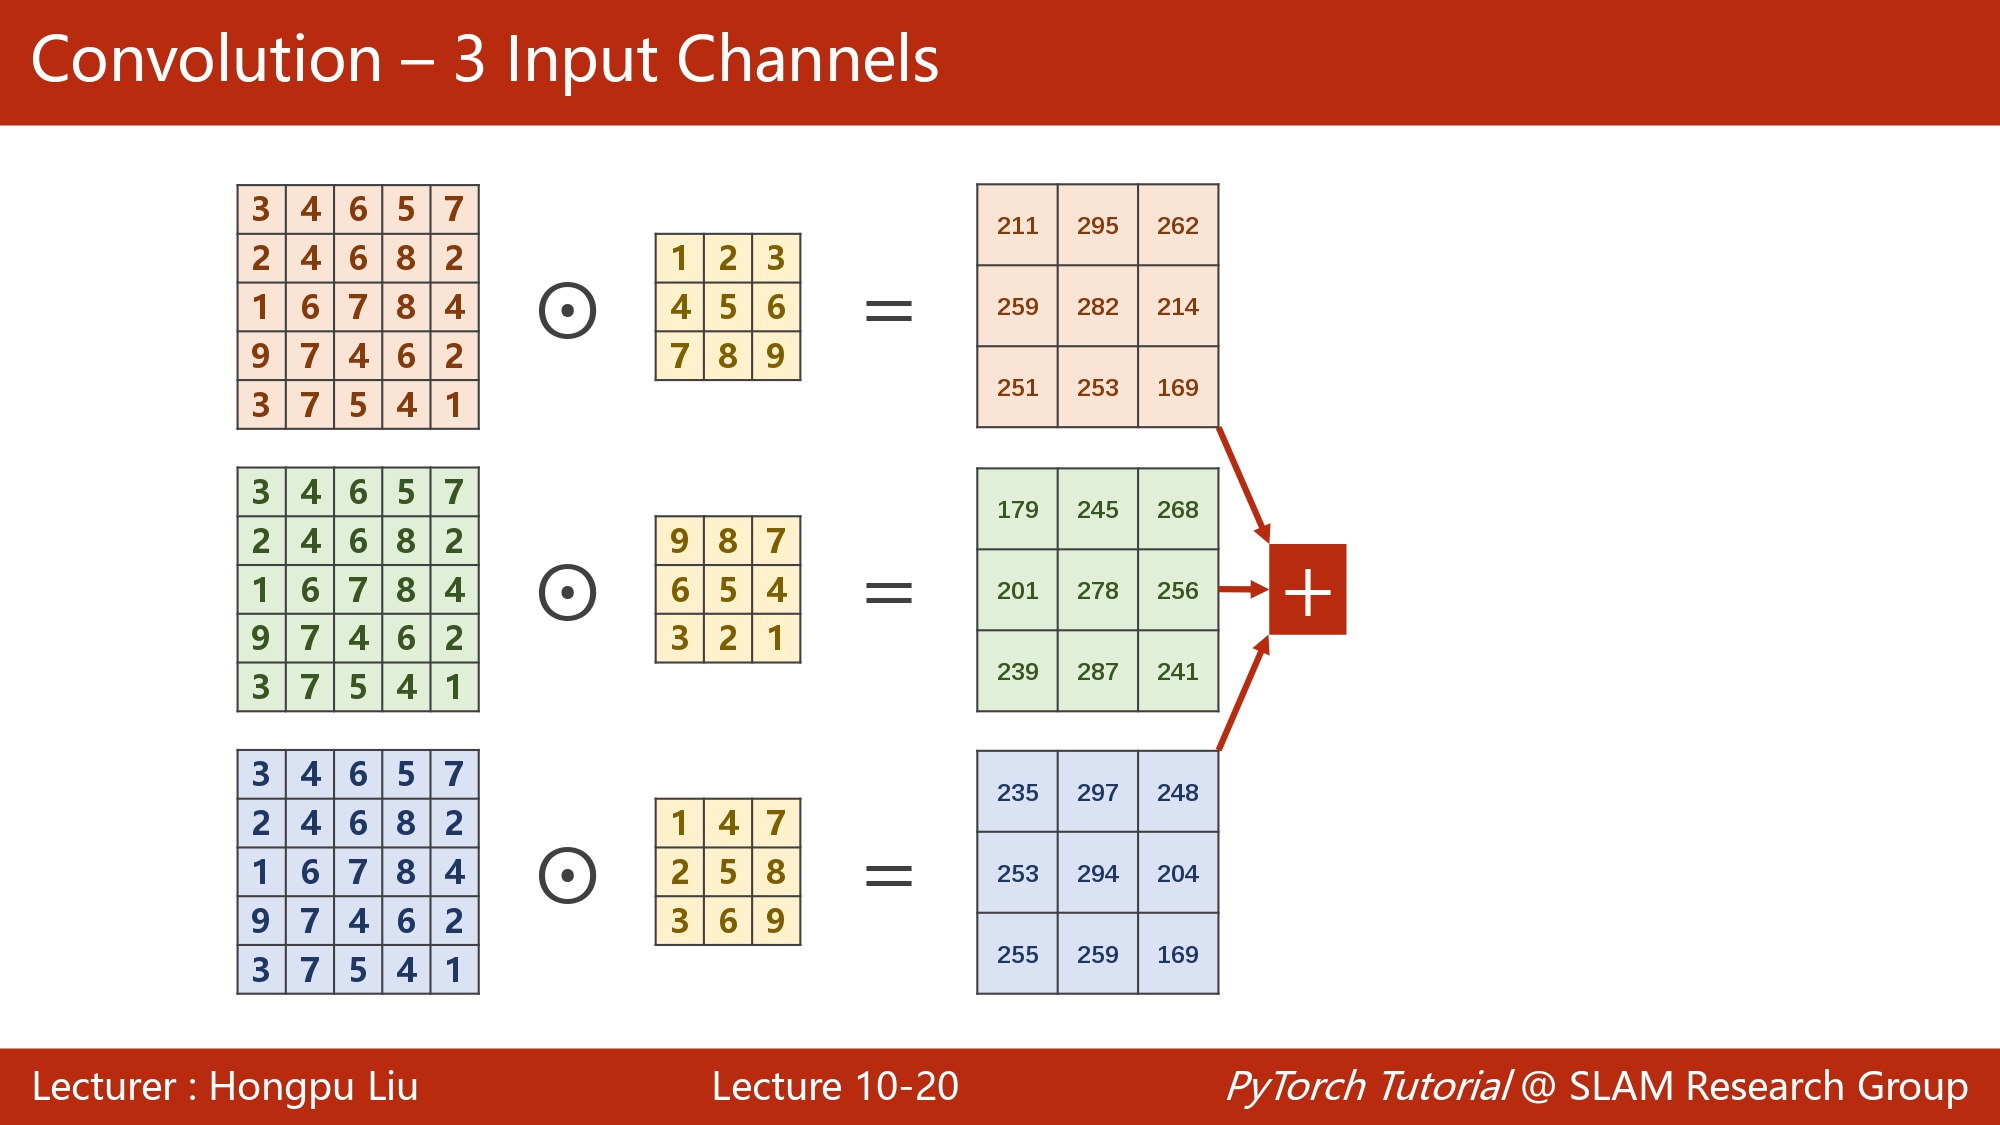 Convolution – 3 Input Channels
3 4 6 5 7
2 4 6 8 2
1 6 7 8 4
9 7 4 6 2
3 7 5 4 1
⊙
1 2 3
4 5 6
7 8 9
=
211 295 262
259 282 214
251 253 169
3 4 6 5 7
2 4 6 8 2
1 6 7 8 4
9 7 4 6 2
3 7 5 4 1
⊙
9 8 7
6 5 4
3 2 1
=
179 245 268
201 278 256
239 287 241
+
3 4 6 5 7
2 4 6 8 2
1 6 7 8 4
9 7 4 6 2
3 7 5 4 1
⊙
1 4 7
2 5 8
3 6 9
=
235 297 248
253 294 204
255 259 169
Lecturer : Hongpu Liu
Lecture 10-20
PyTorch Tutorial @ SLAM Research Group